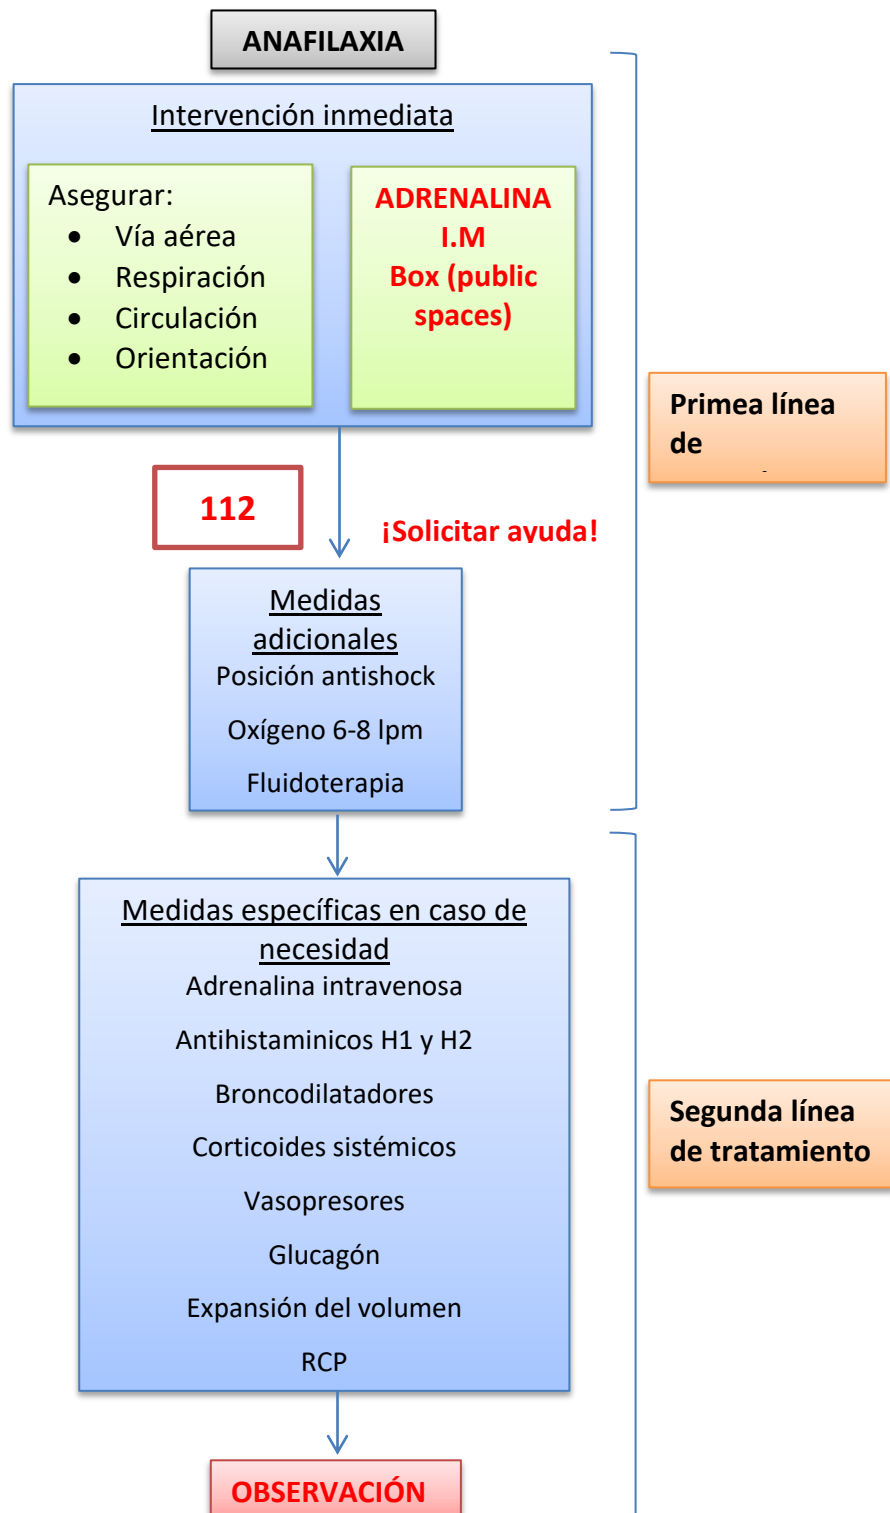 ANAFILAXIA
Intervención inmediata
Asegurar:
• Vía aérea
• Respiración
• Circulación
• Orientación
ADRENALINA
I.M
Box (public
spaces)
Primea línea
de
112
¡Solicitar ayuda!
Medidas
adicionales
Posición antishock
Oxígeno 6-8 lpm
Fluidoterapia
Medidas específicas en caso de
necesidad
Adrenalina intravenosa
Antihistaminicos H1 y H2
Broncodilatadores
Corticoides sistémicos
Vasopresores
Glucagón
Expansión del volumen
RCP
Segunda línea
de tratamiento
OBSERVACIÓN